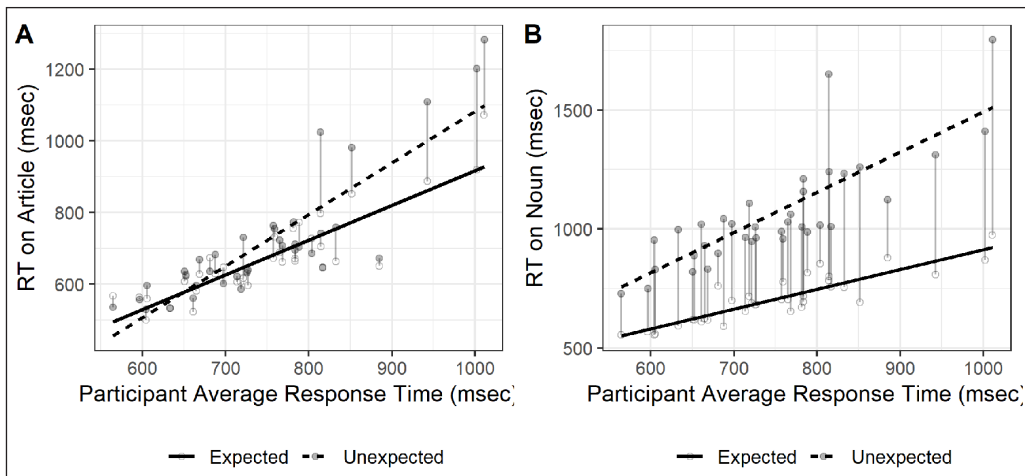 A
RT on Article (msec)
1200
1000
800
600
600
700
800
900
1000
Participant Average Response Time (msec)
Expected
Unexpected
B
RT on Noun (msec)
1500
1000
500
600
700
800
900
1000
Participant Average Response Time (msec)
Expected
Unexpected